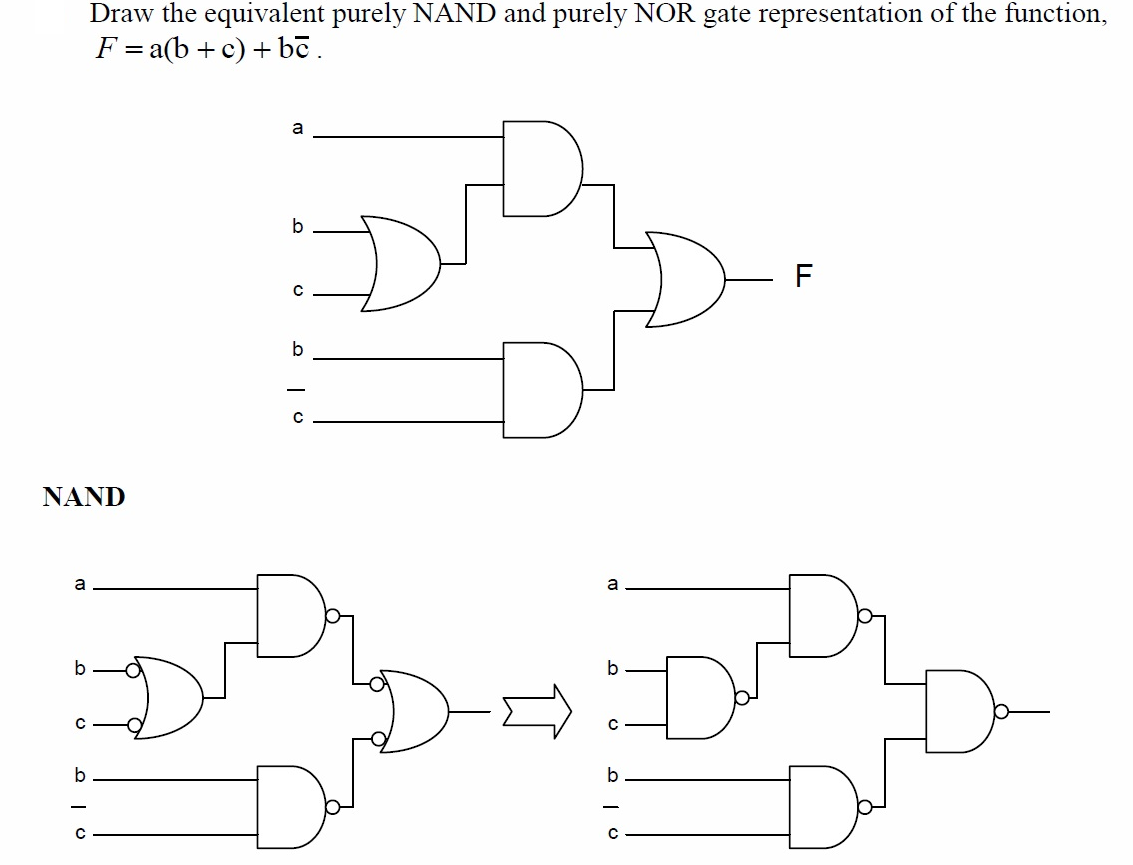 Draw the equivalent purely NAND and purely NOR gate representation of the function,
F = a(b + c) + bc̅ .
a
b
c
b
c̅
F
NAND
a
b
c
b
c̅
a
b
c
b
c̅